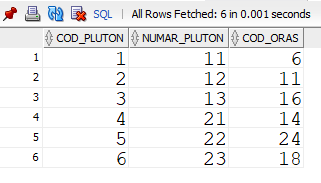 SQL | All Rows Fetched: 6 in 0.001 seconds
COD_PLUTON NUMAR_PLUTON COD_ORAS
1 1 11 6
2 2 12 11
3 3 13 16
4 4 21 14
5 5 22 24
6 6 23 18